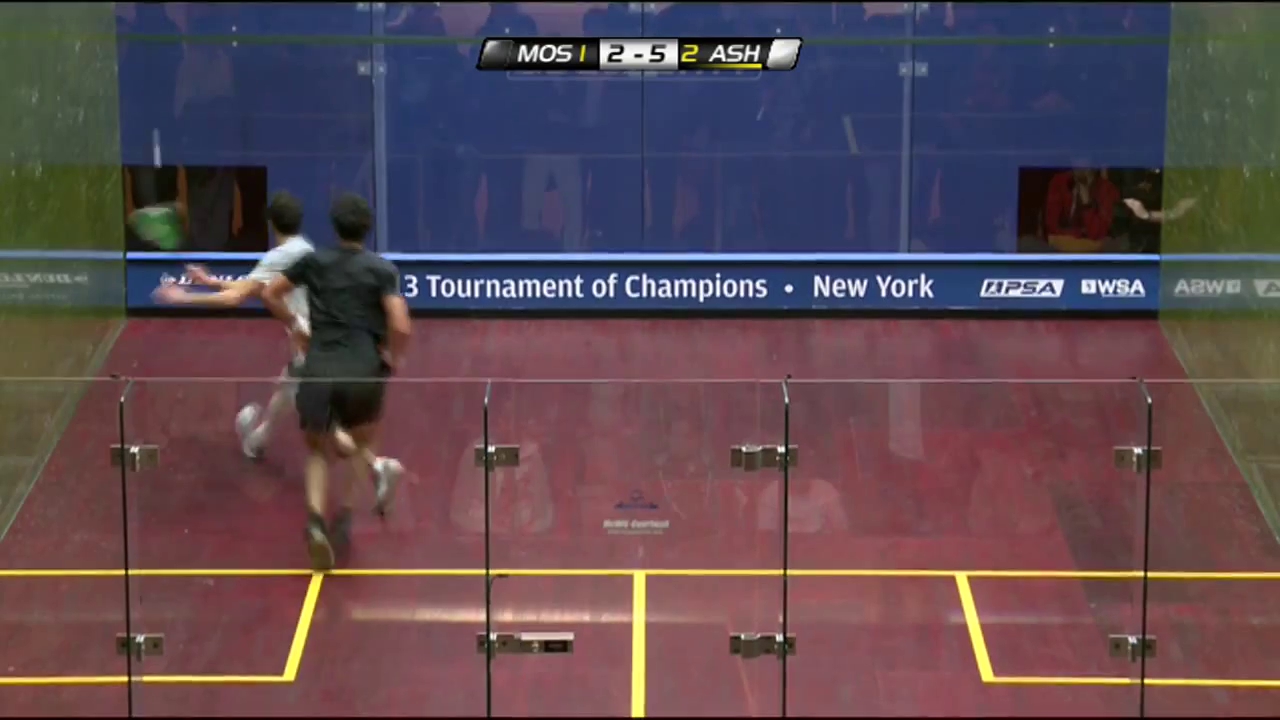 MOS 1 2 - 5 2 ASH
3 Tournament of Champions • New York PSA WSA